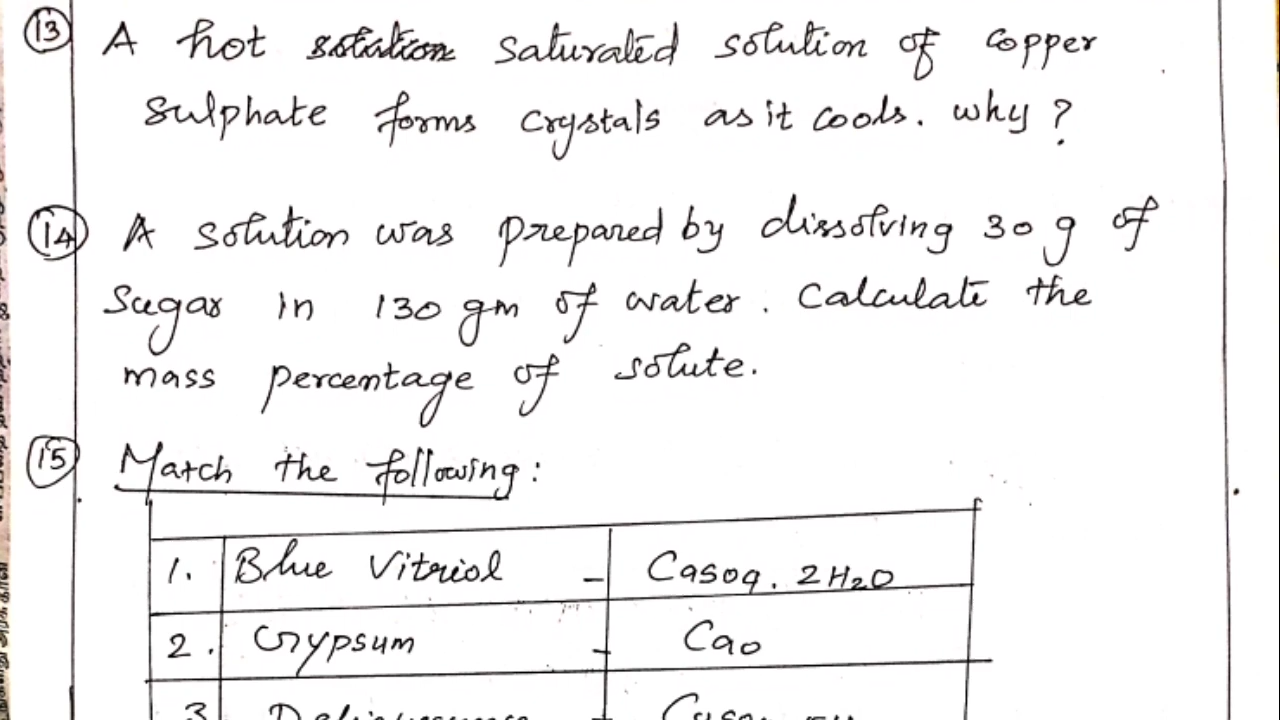 13 A hot solution saturated solution of copper
sulphate forms crystals as it cools. why ?
14 A solution was prepared by dissolving 30 g of
sugar in 130 gm of water. Calculate the
mass percentage of solute.
15 Match the following :
1. Blue Vitriol - CaSO4. 2H2O
2. Gypsum - CaO
3